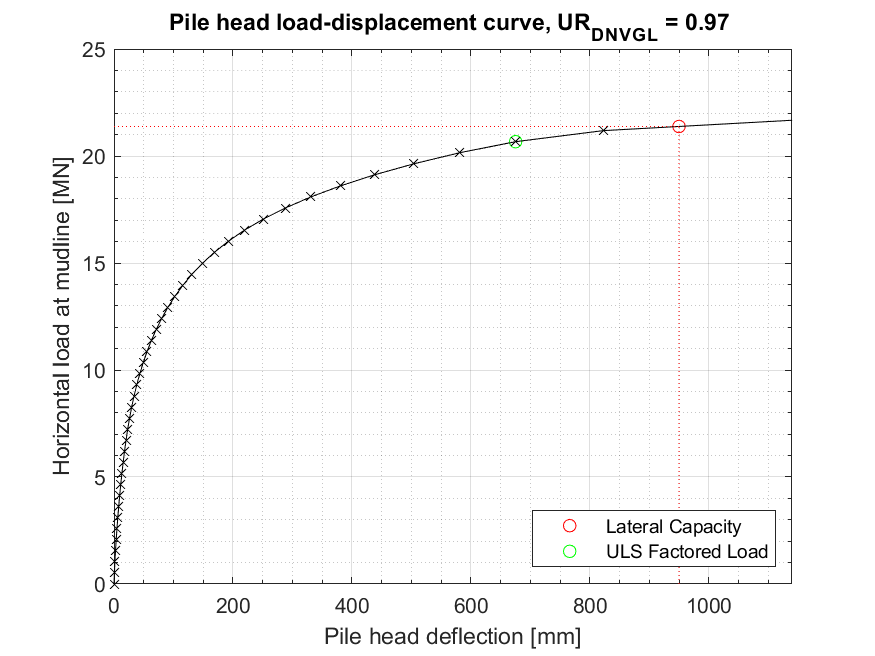 Pile head load-displacement curve, UR_DNVGL = 0.97
25
20
15
10
5
0
Horizontal load at mudline [MN]
0 200 400 600 800 1000
Pile head deflection [mm]
Lateral Capacity
ULS Factored Load